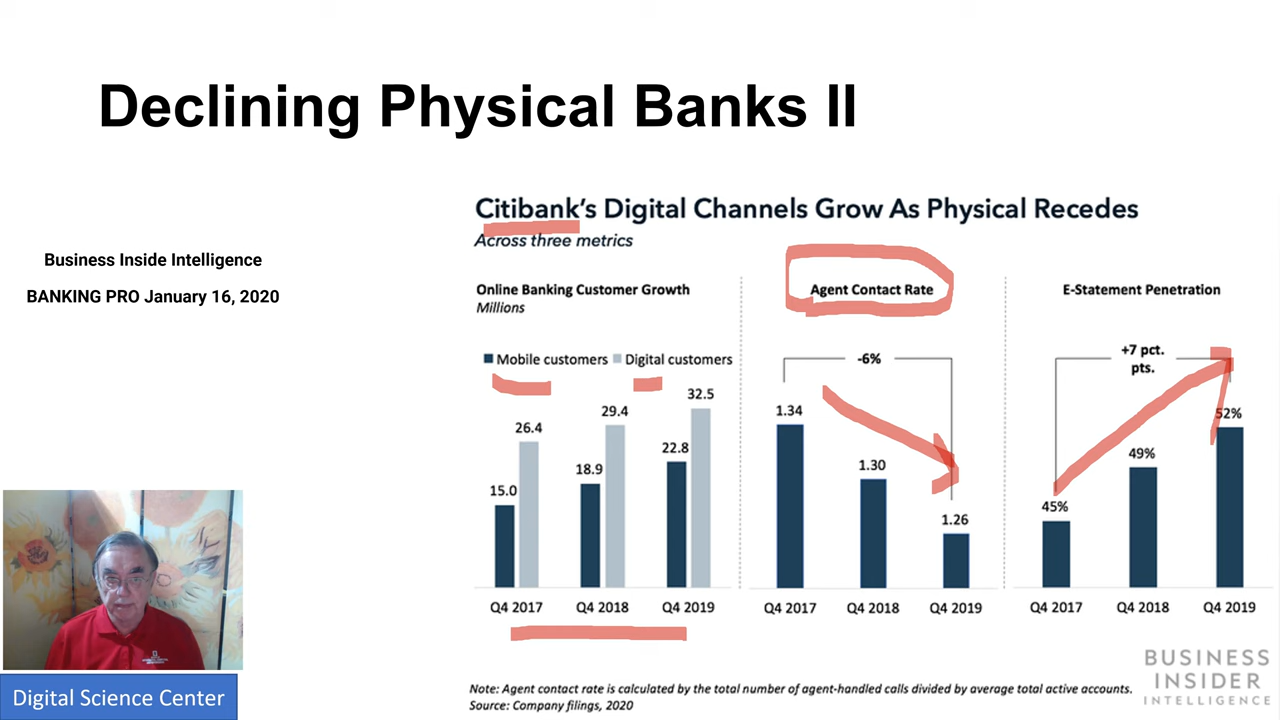 Declining Physical Banks II
Business Inside Intelligence
BANKING PRO January 16, 2020
Citibank's Digital Channels Grow As Physical Recedes
Across three metrics
Online Banking Customer Growth
Millions
Mobile customers Digital customers
15.0 26.4 18.9 29.4 22.8 32.5
Q4 2017 Q4 2018 Q4 2019
Agent Contact Rate
-6%
1.34 1.30 1.26
Q4 2017 Q4 2018 Q4 2019
E-Statement Penetration
+7 pct.
pts.
45% 49% 52%
Q4 2017 Q4 2018 Q4 2019
Note: Agent contact rate is calculated by the total number of agent-handled calls divided by average total active accounts.
Source: Company filings, 2020
BUSINESS
INSIDER
INTELLIGENCE
Digital Science Center